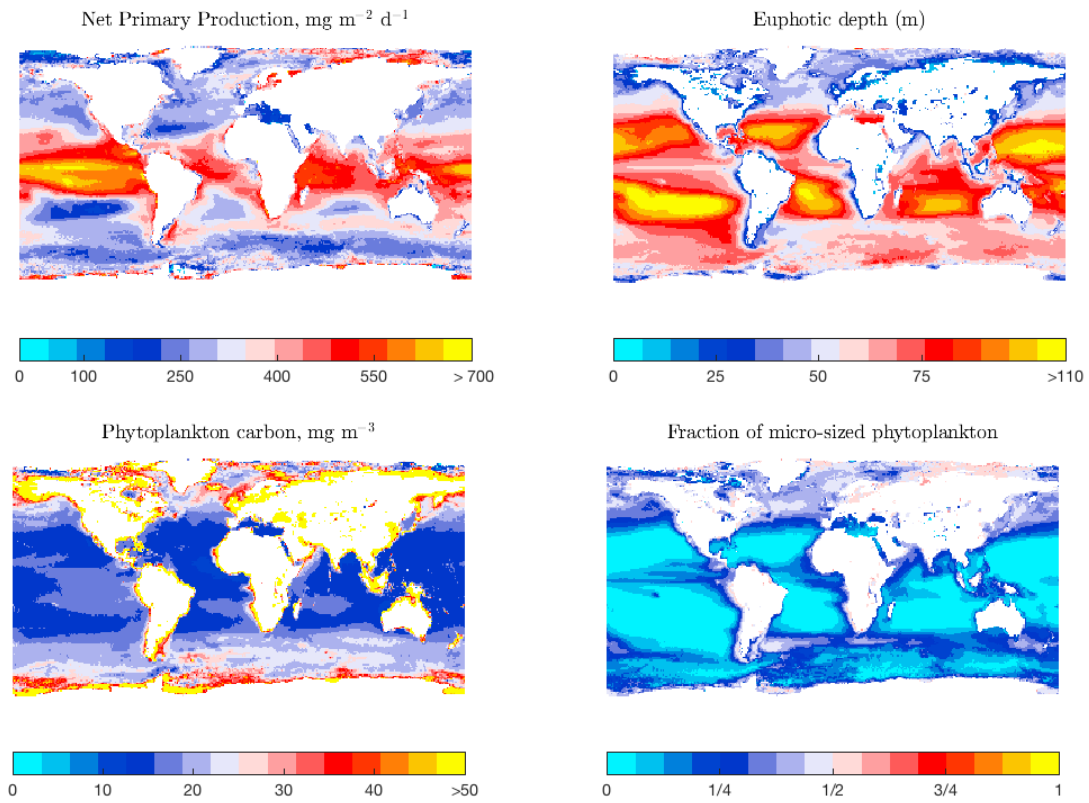 Net Primary Production, mg m⁻² d⁻¹
Euphotic depth (m)
0 100 250 400 550 >700
0 25 50 75 >110
Phytoplankton carbon, mg m⁻³
Fraction of micro-sized phytoplankton
0 10 20 30 40 >50
0 1/4 1/2 3/4 1